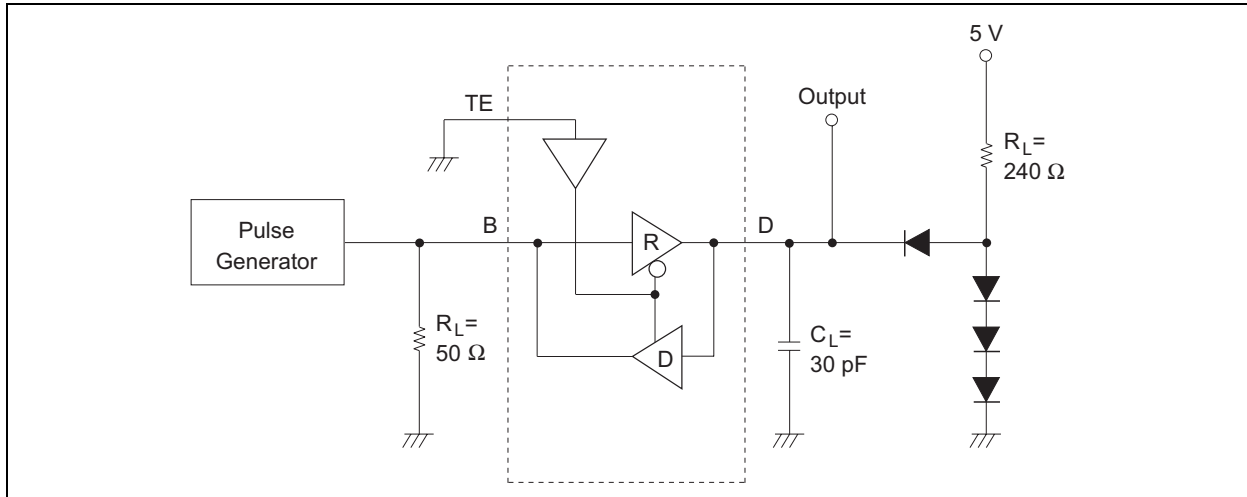 5 V
TE
Output
R_L=
240 Ω
Pulse
Generator
B
R
D
R_L=
50 Ω
D
C_L=
30 pF